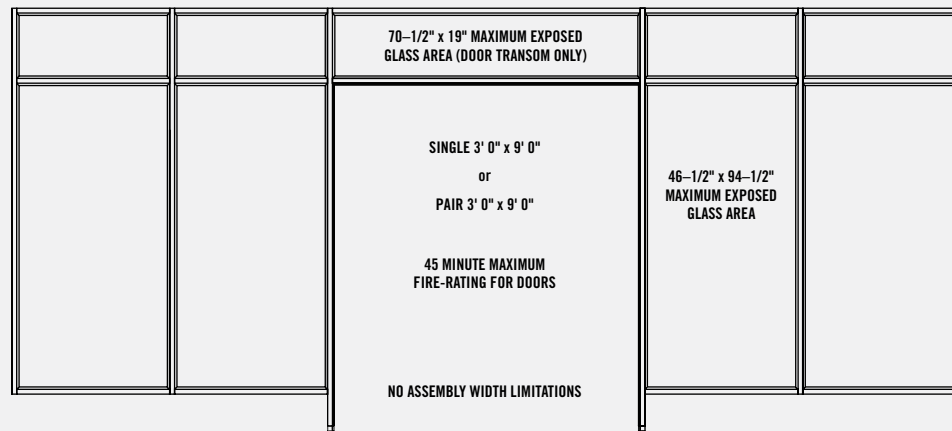 70–1/2" x 19" MAXIMUM EXPOSED
GLASS AREA (DOOR TRANSOM ONLY)
SINGLE 3' 0" x 9' 0"
or
PAIR 3' 0" x 9' 0"
46–1/2" x 94–1/2"
MAXIMUM EXPOSED
GLASS AREA
45 MINUTE MAXIMUM
FIRE-RATING FOR DOORS
NO ASSEMBLY WIDTH LIMITATIONS